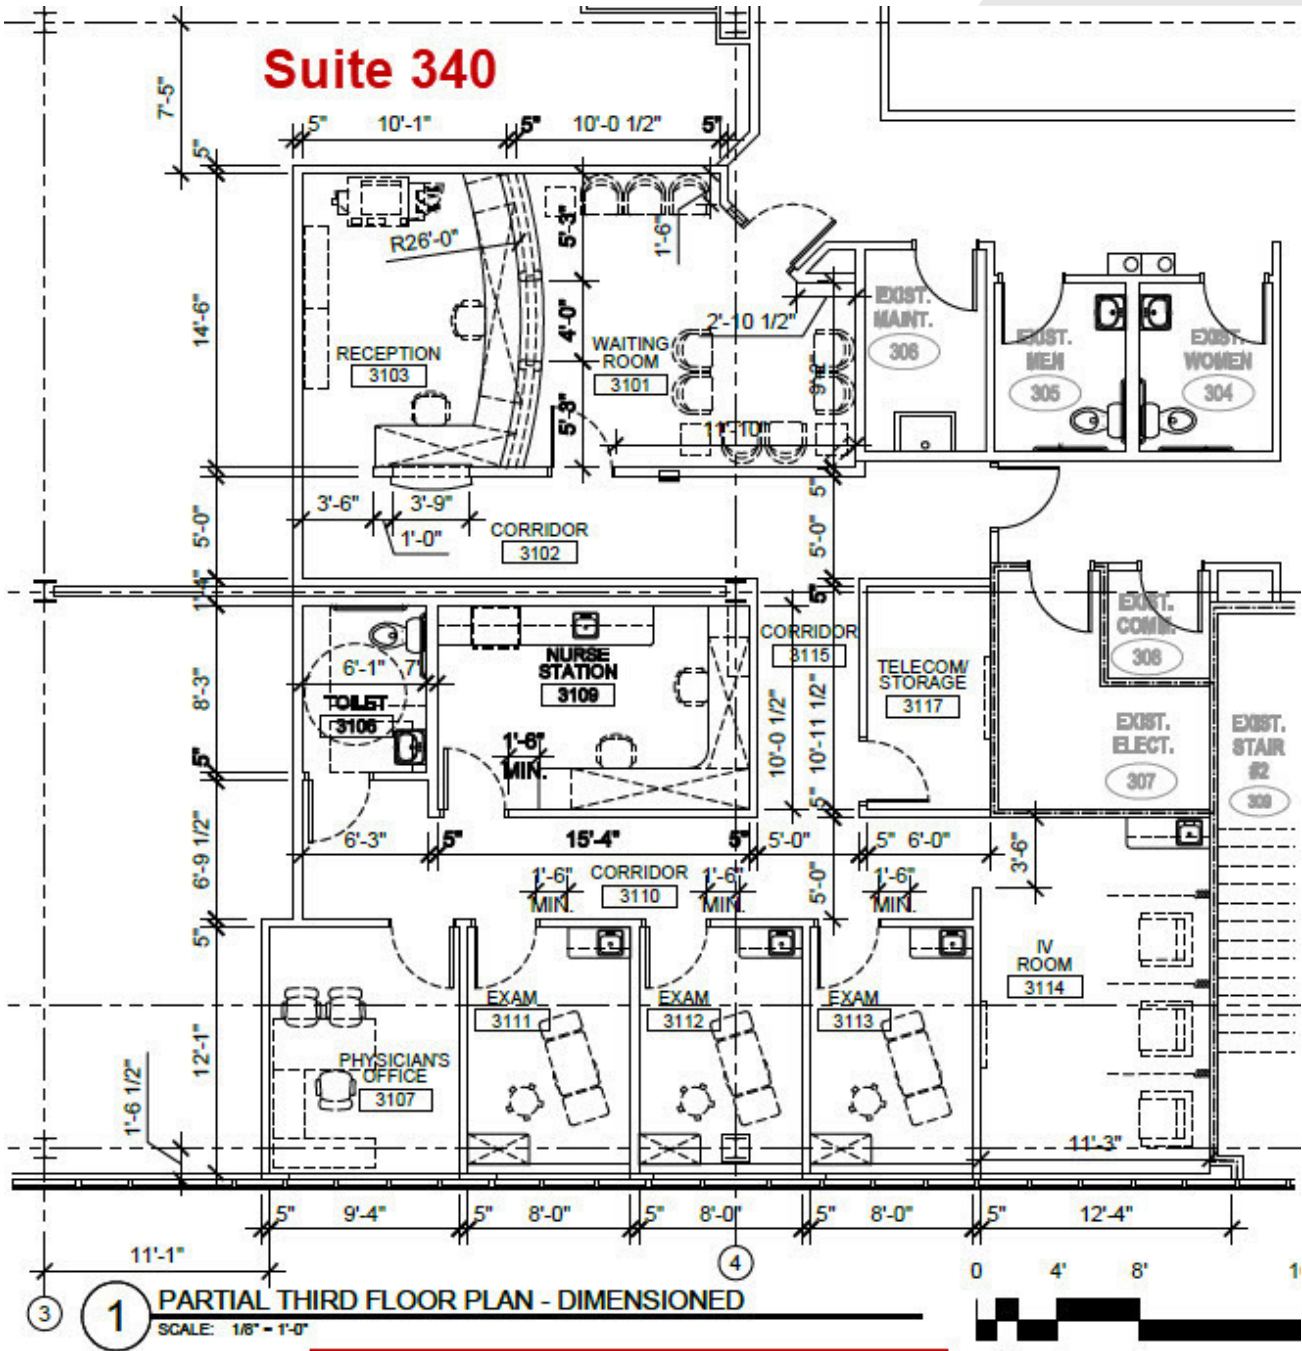 Suite 340
7'-5"
5"
10'-1"
5"
10'-0 1/2"
5"
5"
R26'-0"
5'-3"
1'-6"
14'-6"
4'-0"
2'-10 1/2"
EXIST.
MAINT.
306
EXIST.
MEN
305
EXIST.
WOMEN
304
RECEPTION
3103
WAITING
ROOM
3101
9'-2"
5'-3"
11'-10"
3'-6"
3'-9"
1'-0"
5"
5'-0"
5'-0"
CORRIDOR
3102
1'-4"
5"
CORRIDOR
3115
EXIST.
COMM.
308
6'-1"
7"
NURSE
STATION
3109
TELECOM/
STORAGE
3117
8'-3"
TOILET
3106
10'-0 1/2"
10'-11 1/2"
EXIST.
ELECT.
307
EXIST.
STAIR
#2
309
1'-6"
MIN.
5"
5"
6'-9 1/2"
6'-3"
5"
15'-4"
5"
5'-0"
5"
6'-0"
3'-6"
1'-6"
MIN.
CORRIDOR
3110
1'-6"
MIN.
5'-0"
1'-6"
MIN.
5"
IV
ROOM
3114
EXAM
3111
EXAM
3112
EXAM
3113
12'-1"
PHYSICIAN'S
OFFICE
3107
1'-6 1/2"
11'-3"
5"
9'-4"
5"
8'-0"
5"
8'-0"
5"
8'-0"
5"
12'-4"
11'-1"
4
3
1
PARTIAL THIRD FLOOR PLAN - DIMENSIONED
SCALE: 1/8" = 1'-0"
0 4' 8'